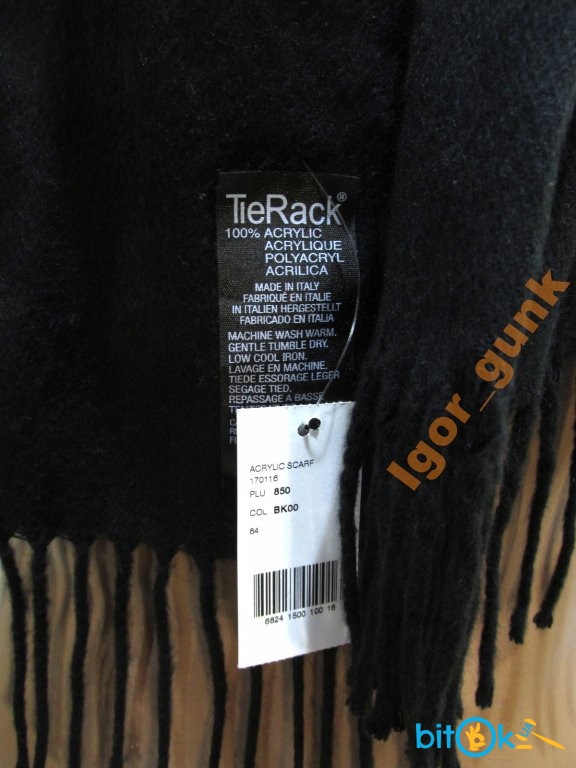 TieRack®
100% ACRYLIC
ACRYLIQUE
POLYACRYL
ACRILICA
MADE IN ITALY
FABRIQUÉ EN ITALIE
IN ITALIEN HERGESTELLT
FABRICADO EN ITALIA
MACHINE WASH WARM.
GENTLE TUMBLE DRY.
LOW COOL IRON.
LAVAGE EN MACHINE.
TIEDE ESSORAGE LEGER
SEGAGE TIED.
REPASSAGE A BASSE
ACRYLIC SCARF
170116
PLU 850
COL BK00
84
6824 1500 100 16
Igor_gunk
bitOk